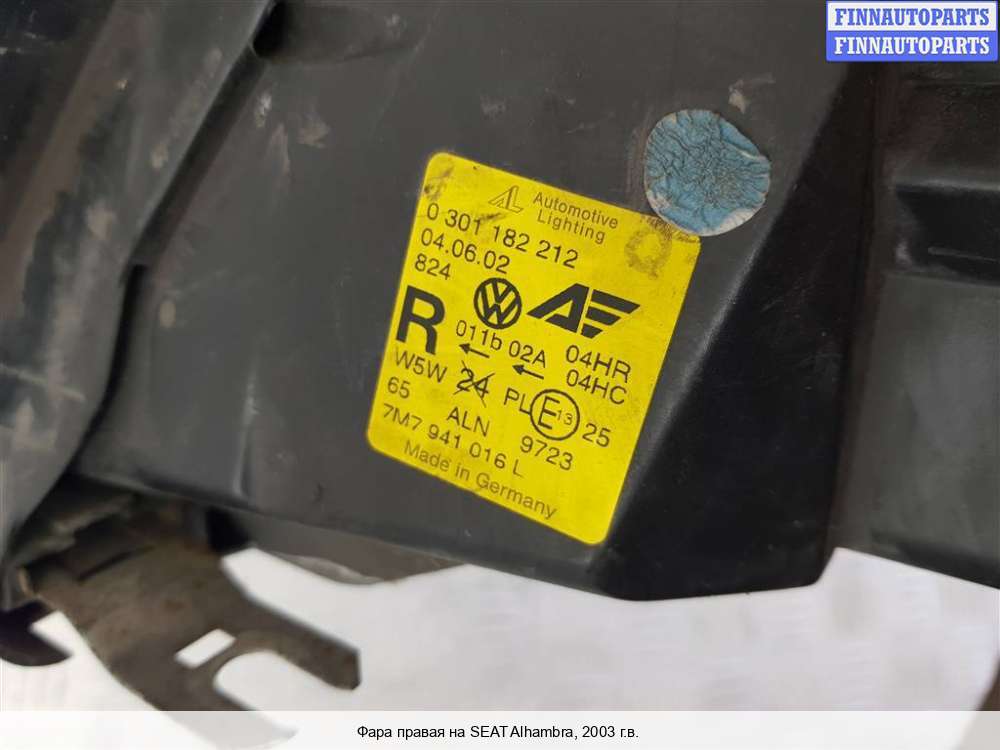 FINNAUTOPARTS
FINNAUTOPARTS
AL Automotive
Lighting
0 301 182 212
04.06.02
824
R
011b 02A 04HR
04HC
W5W 24 PL E13 25
65 ALN 9723
7M7 941 016 L
Made in Germany
Фара правая на SEAT Alhambra, 2003 г.в.